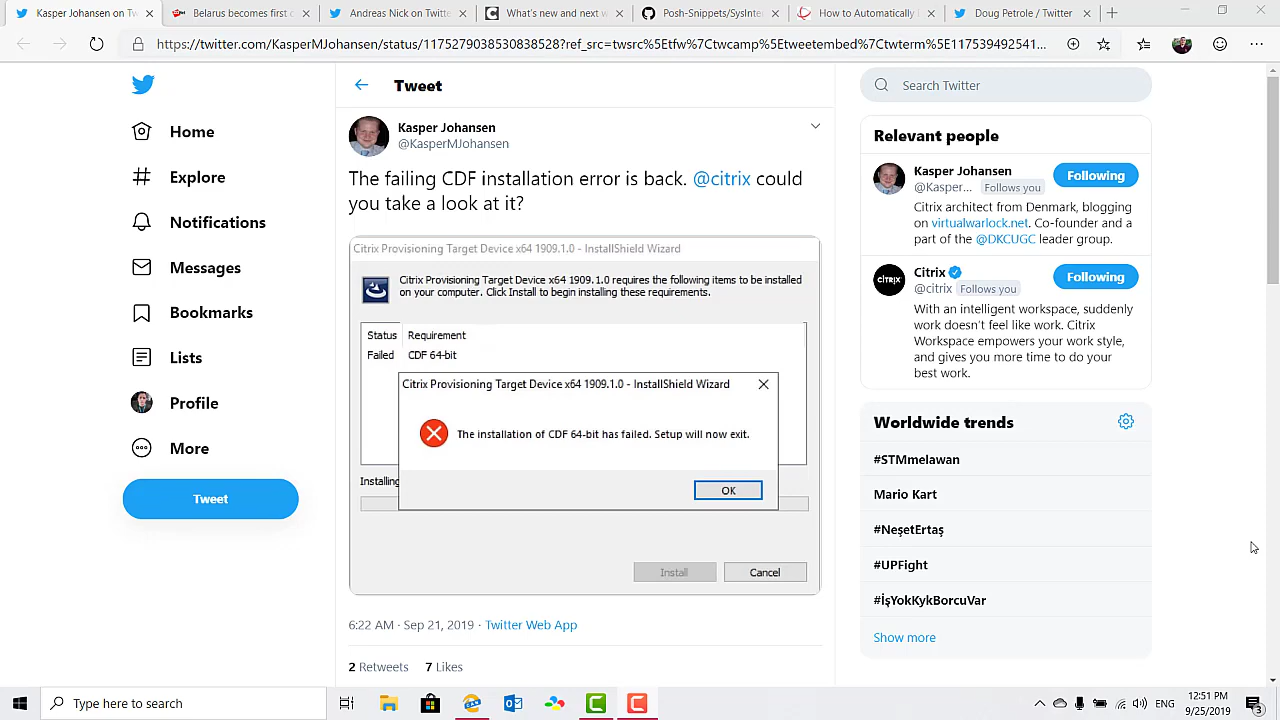 Kasper Johansen on T
Belarus becomes first c
Andreas Nick on Twitte
What's new and next w
Posh-Snippets/SysInte
How to Automatically
Doug Petrole / Twitter
https://twitter.com/KasperMJohansen/status/1175279038530838528?ref_src=twsrc%5Etfw%7Ctwcamp%5Etweetembed%7Ctwterm%5E117539492541...
Home
Explore
Notifications
Messages
Bookmarks
Lists
Profile
More
Tweet
Tweet
Kasper Johansen
@KasperMJohansen
The failing CDF installation error is back. @citrix could
you take a look at it?
Citrix Provisioning Target Device x64 1909.1.0 - InstallShield Wizard
Citrix Provisioning Target Device x64 1909.1.0 requires the following items to be installed
on your computer. Click Install to begin installing these requirements.
Status Requirement
Failed CDF 64-bit
Citrix Provisioning Target Device x64 1909.1.0 - InstallShield Wizard
The installation of CDF 64-bit has failed. Setup will now exit.
OK
Installing
Install
Cancel
6:22 AM · Sep 21, 2019 · Twitter Web App
2 Retweets 7 Likes
Search Twitter
Relevant people
Kasper Johansen
@Kasper... Follows you
Following
Citrix architect from Denmark, blogging
on virtualwarlock.net. Co-founder and a
part of the @DKCUGC leader group.
CİTRİX
Citrix
@citrix Follows you
Following
With an intelligent workspace, suddenly
work doesn't feel like work. Citrix
Workspace empowers your work style,
and gives you more time to do your
best work.
Worldwide trends
#STMmelawan
Mario Kart
#NeşetErtaş
#UPFight
#İşYokKykBorcuVar
Show more
Type here to search
ENG
12:51 PM
9/25/2019
3